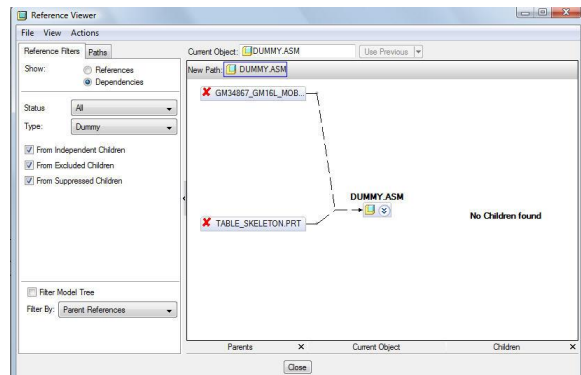 Reference Viewer
File View Actions
Reference Filters Paths
Current Object: DUMMY.ASM Use Previous
Show: References
Dependencies
New Path: DUMMY.ASM
GM34867_GM16L_MOB...
Status All
Type: Dummy
From Independent Children
From Excluded Children
From Suppressed Children
DUMMY.ASM
No Children found
TABLE_SKELETON.PRT
Filter Model Tree
Filter By: Parent References
Parents Current Object Children
Close